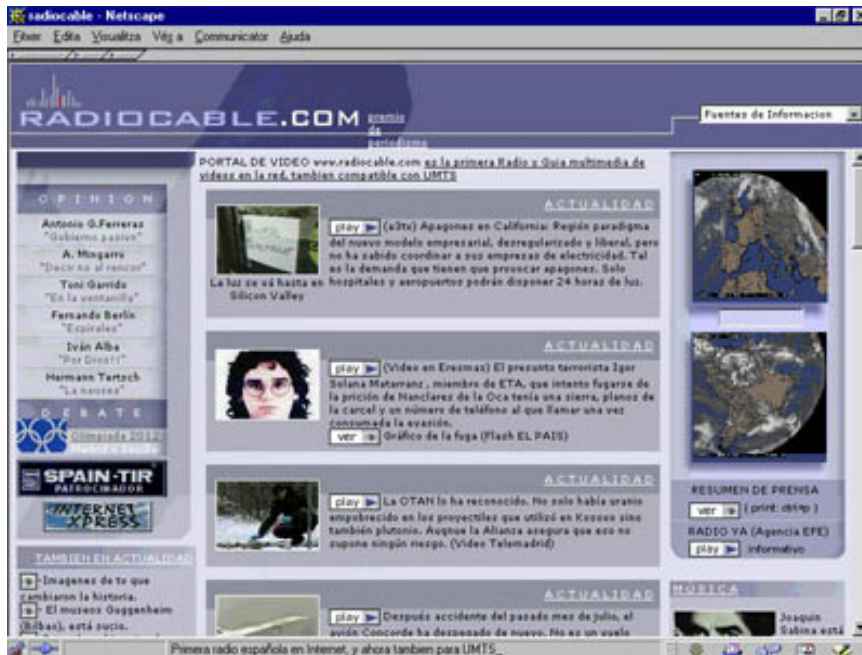 radiocable - Netscape
Fitxer Edita Visualitza Vés a Communicator Ajuda
RADIOCABLE.COM
premio
de
periodismo
Fuentes de Informacion
PORTAL DE VIDEO www.radiocable.com es la primera Radio y Guia multimedia de
videos en la red, tambien compatible con UMTS
OPINION
Antonio G.Ferreras
"Gobierno pasivo"
A. Mingarro
"Decir no al rencor"
Toni Garrido
"En la ventanilla"
Fernando Berlín
"Espirales"
Iván Alba
"Por Dios!!"
Hermann Tertsch
"La nausea"
DEBATE
Olimpiada 2012:
SPAIN-TIR
PATROCINADOR
INTERNET
XPRESS
TAMBIEN EN ACTUALIDAD
- Imagenes de tv que
cambiaron la historia.
- El museos Guggenheim
(Bilbao), está sucio.
ACTUALIDAD
La luz se vá hasta en
Silicon Valley
play (a3tv) Apagones en California: Región paradigma
del nuevo modelo empresarial, desregularizado y liberal, pero
no ha sabido coordinar a sus empresas de electricidad. Tal
es la demanda que tienen que provocar apagones. Solo
hospitales y aeropuertos podrán disponer 24 horas de luz.
ACTUALIDAD
play (Video en Eresmas) El presunto terrorista Igor
Solana Matarranz , miembro de ETA, que intento fugarse de
la prición de Nanclares de la Oca tenía una sierra, planos de
la carcel y un número de teléfono al que llamar una vez
consumada la evasión.
ver Gráfico de la fuga (Flash EL PAIS)
ACTUALIDAD
play La OTAN lo ha reconocido. No solo había uranio
empobrecido en los proyectiles que utilizó en Kosovo sino
también plutonio. Aunque la Alianza asegura que eso no
supone ningún riesgo. (Video Telemadrid)
ACTUALIDAD
play Después accidente del pasado mes de julio, el
avión Concorde ha despegado de nuevo. No es un vuelo
RESUMEN DE PRENSA
ver ( print: ctrl+p )
RADIO YA (Agencia EFE)
play informativo
MÚSICA
Joaquin
Sabina está
Primera radio española en Internet, y ahora tambien para UMTS_